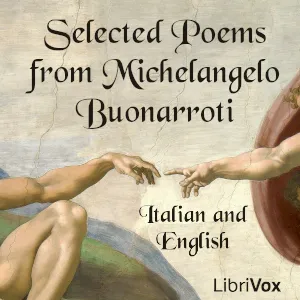 Selected Poems
from Michelangelo
Buonarroti
Italian and
English
LibriVox